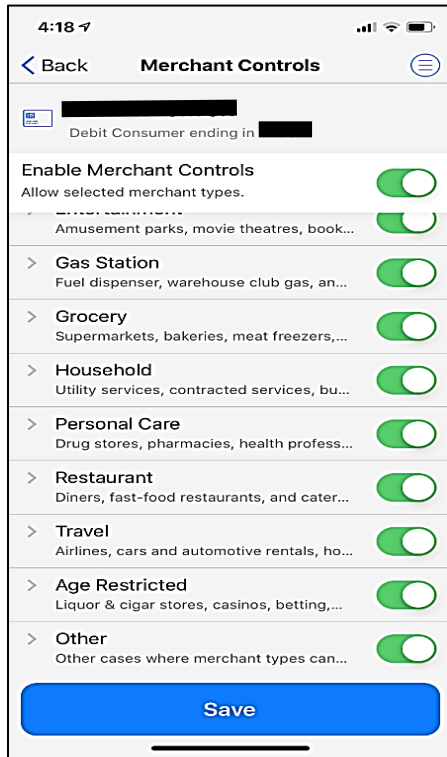 4:18
Back Merchant Controls
Debit Consumer ending in
Enable Merchant Controls
Allow selected merchant types.
Entertainment
Amusement parks, movie theatres, book...
Gas Station
Fuel dispenser, warehouse club gas, an...
Grocery
Supermarkets, bakeries, meat freezers,...
Household
Utility services, contracted services, bu...
Personal Care
Drug stores, pharmacies, health profess...
Restaurant
Diners, fast-food restaurants, and cater...
Travel
Airlines, cars and automotive rentals, ho...
Age Restricted
Liquor & cigar stores, casinos, betting,...
Other
Other cases where merchant types can...
Save